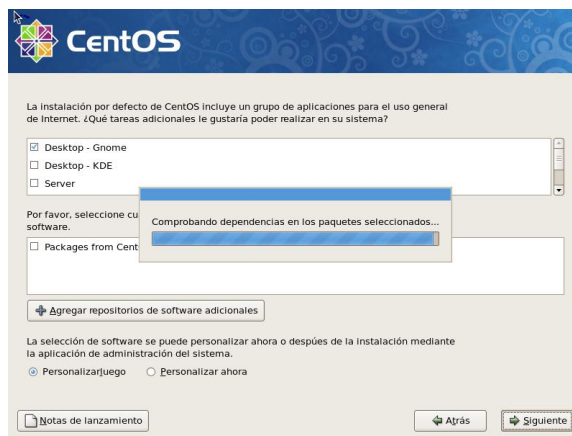 CentOS
La instalación por defecto de CentOS incluye un grupo de aplicaciones para el uso general
de Internet. ¿Qué tareas adicionales le gustaría poder realizar en su sistema?
Desktop - Gnome
Desktop - KDE
Server
Por favor, seleccione cu
software.
Comprobando dependencias en los paquetes seleccionados...
Packages from Cent
Agregar repositorios de software adicionales
La selección de software se puede personalizar ahora o despúes de la instalación mediante
la aplicación de administración del sistema.
Personalizar luego Personalizar ahora
Notas de lanzamiento Atrás Siguiente